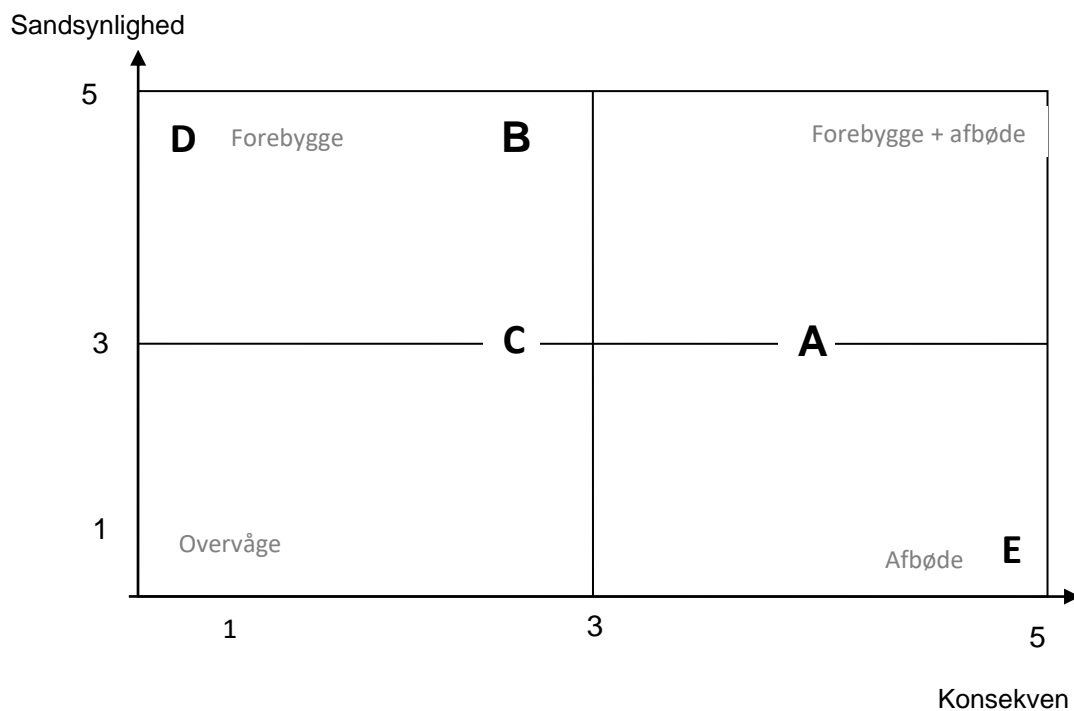 Sandsynlighed
5
D Forebygge B Forebygge + afbøde
3 C A
1
Overvåge Afbøde E
1 3 5
Konsekven